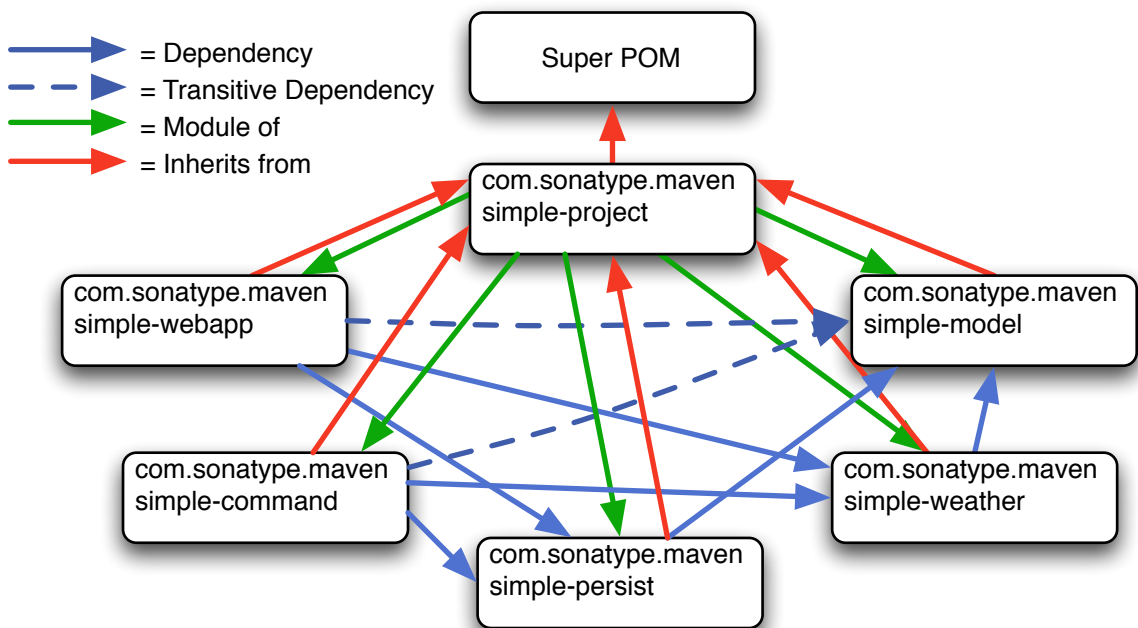 = Dependency
= Transitive Dependency
= Module of
= Inherits from
Super POM
com.sonatype.maven
simple-project
com.sonatype.maven
simple-webapp
com.sonatype.maven
simple-model
com.sonatype.maven
simple-command
com.sonatype.maven
simple-weather
com.sonatype.maven
simple-persist